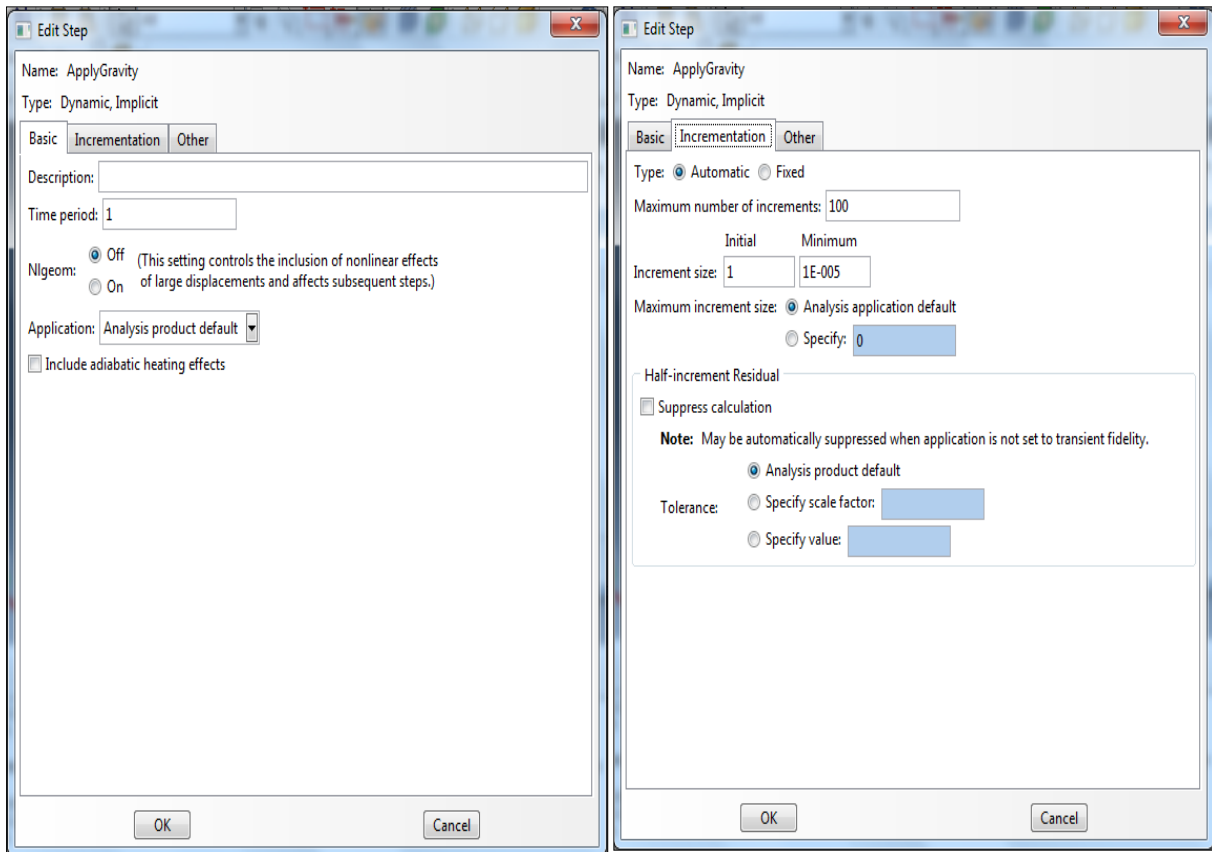 Edit Step
X
Name: ApplyGravity
Type: Dynamic, Implicit
Basic Incrementation Other
Description:
Time period: 1
Nlgeom: Off (This setting controls the inclusion of nonlinear effects
On of large displacements and affects subsequent steps.)
Application: Analysis product default
Include adiabatic heating effects
OK Cancel
Edit Step
X
Name: ApplyGravity
Type: Dynamic, Implicit
Basic Incrementation Other
Type: Automatic Fixed
Maximum number of increments: 100
Initial Minimum
Increment size: 1 1E-005
Maximum increment size: Analysis application default
Specify: 0
Half-increment Residual
Suppress calculation
Note: May be automatically suppressed when application is not set to transient fidelity.
Analysis product default
Tolerance: Specify scale factor:
Specify value:
OK Cancel